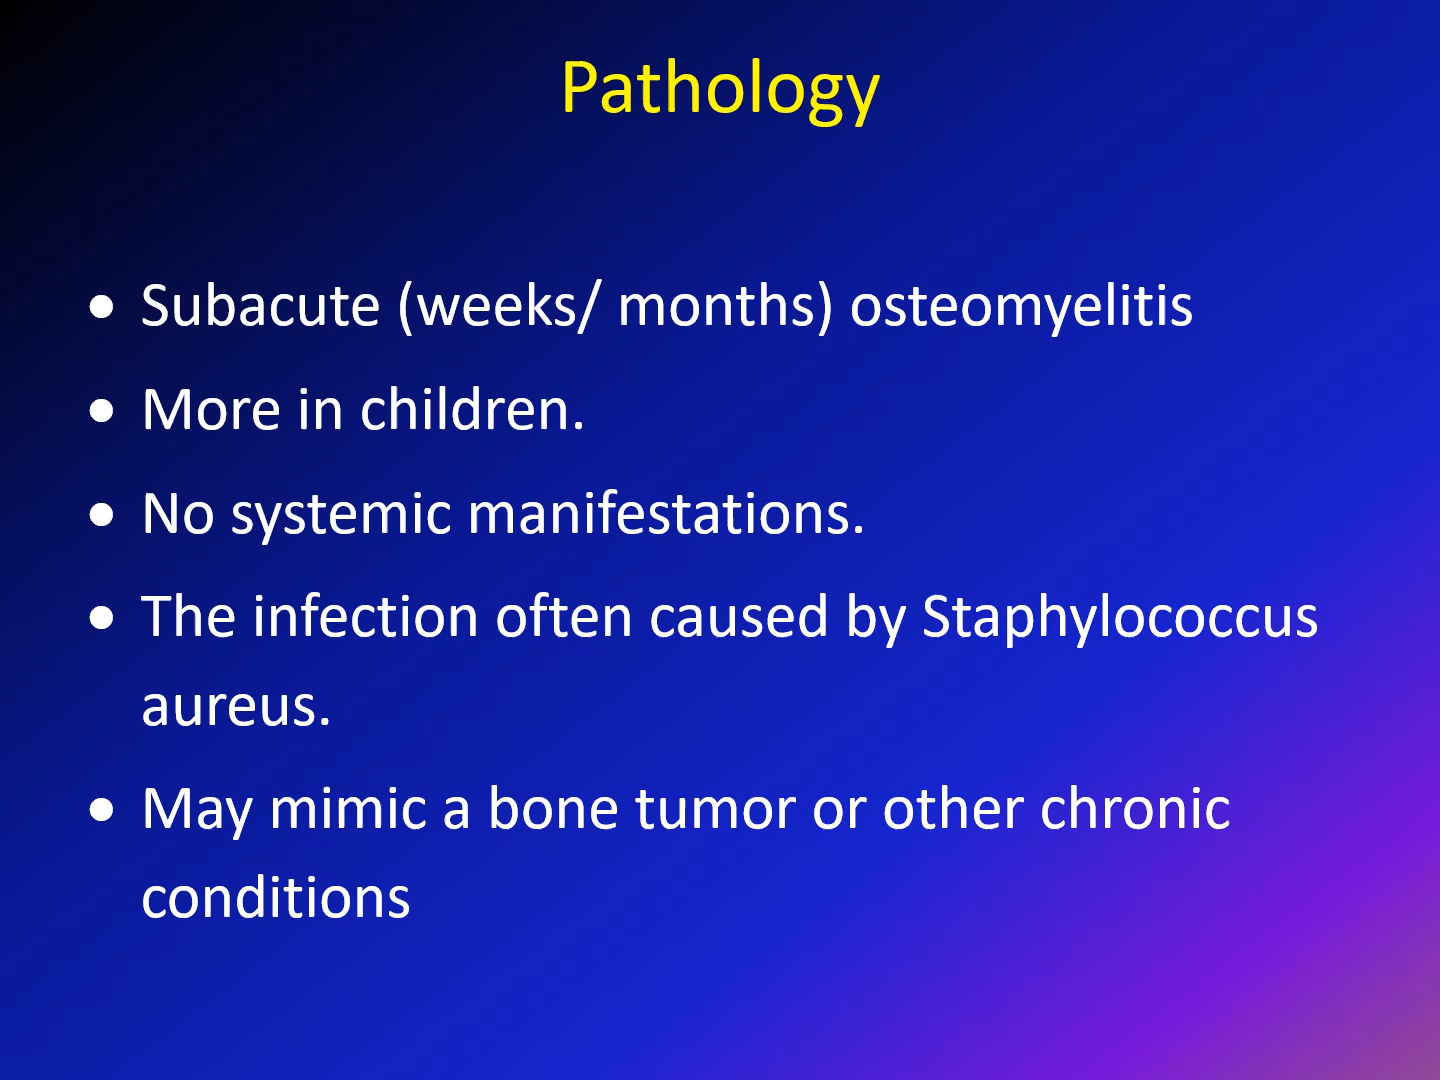 Pathology
• Subacute (weeks/ months) osteomyelitis
• More in children.
• No systemic manifestations.
• The infection often caused by Staphylococcus
aureus.
• May mimic a bone tumor or other chronic
conditions